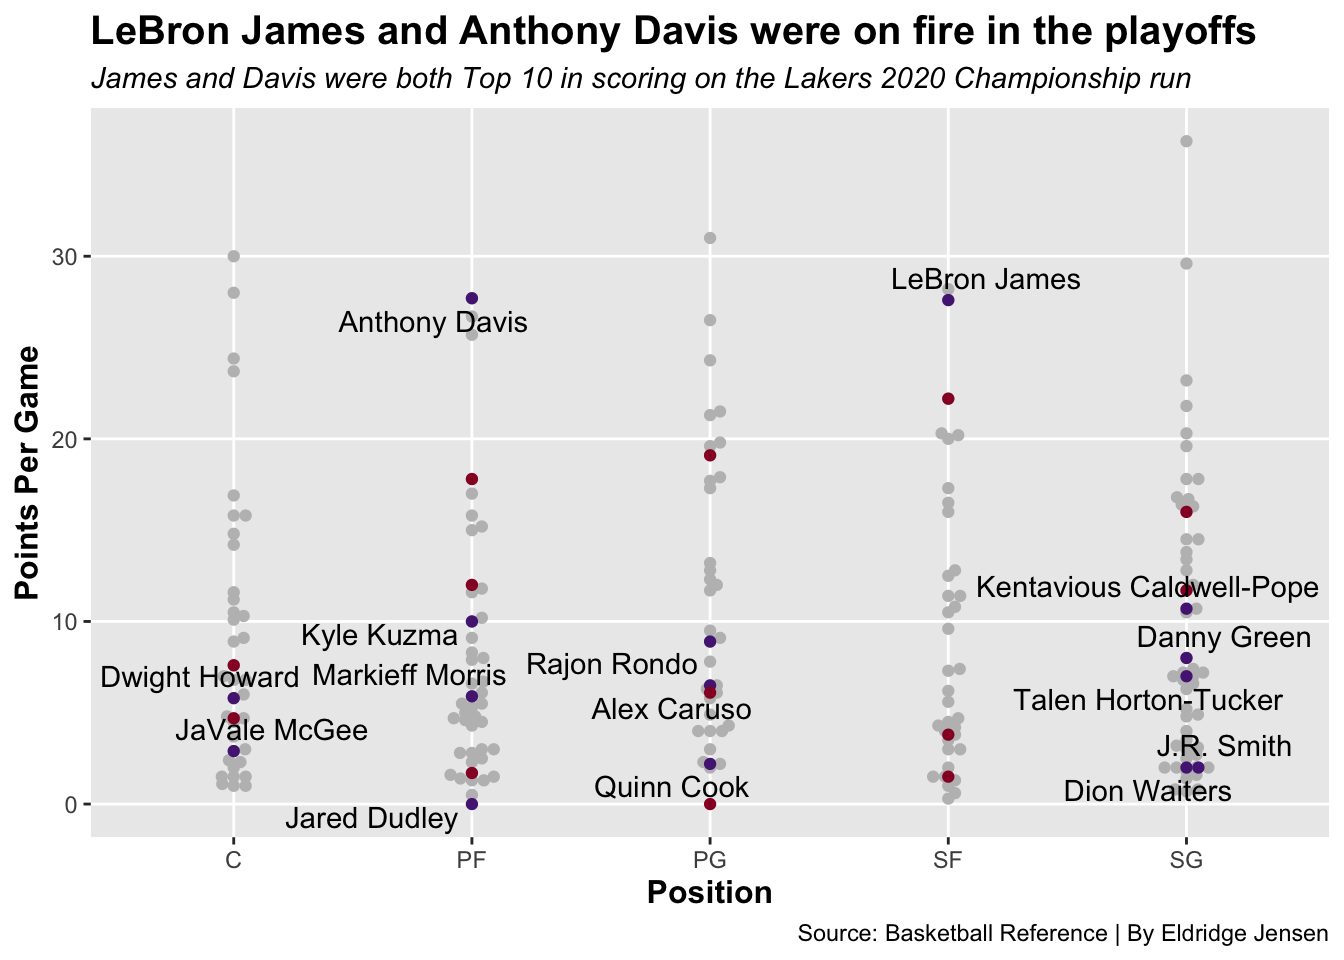 LeBron James and Anthony Davis were on fire in the playoffs
James and Davis were both Top 10 in scoring on the Lakers 2020 Championship run
Points Per Game
30
20
10
0
LeBron James
Anthony Davis
Kentavious Caldwell-Pope
Kyle Kuzma
Danny Green
Rajon Rondo
Dwight Howard
Markieff Morris
Talen Horton-Tucker
Alex Caruso
JaVale McGee
J.R. Smith
Quinn Cook
Dion Waiters
Jared Dudley
C
PF
PG
SF
SG
Position
Source: Basketball Reference | By Eldridge Jensen